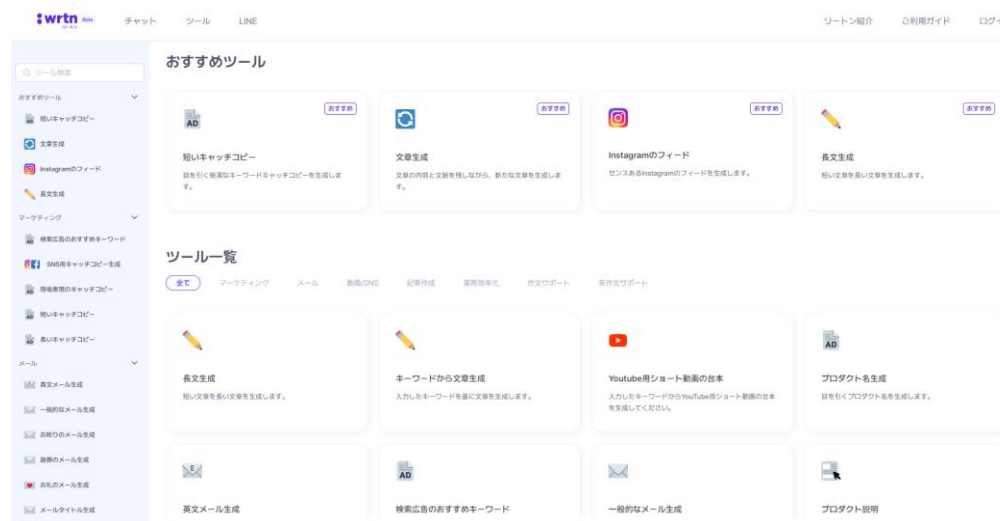 wrtn Beta
リートン
チャット
ツール
LINE
リートン紹介
ご利用ガイド
ログイ
ツール検索
おすすめツール
短いキャッチコピー
文章生成
Instagramのフィード
長文生成
マーケティング
検索広告のおすすめキーワード
SNS用キャッチコピー生成
短いキャッチコピー
長いキャッチコピー
メール
英文メール生成
一般的なメール生成
お断りのメール生成
謝罪のメール生成
お礼のメール生成
メールタイトル生成
おすすめツール
おすすめ
短いキャッチコピー
目を引く簡潔なキーワードキャッチコピーを生成しま
す。
おすすめ
文章生成
文章の内容と文脈を残しながら、新たな文章を生成しま
す。
おすすめ
Instagramのフィード
センスあるInstagramのフィードを生成します。
おすすめ
長文生成
短い文章を長い文章を生成します。
ツール一覧
全て
マーケティング
メール
動画/SNS
記事作成
業務効率化
作文サポート
英作文サポート
長文生成
短い文章を長い文章を生成します。
キーワードから文章生成
入力したキーワードを基に文章を生成します。
Youtube用ショート動画の台本
入力したキーワードからYouTube用ショート動画の台本
を生成してください。
AD
プロダクト名生成
目を引くプロダクト名を生成します。
英文メール生成
AD
検索広告のおすすめキーワード
一般的なメール生成
プロダクト説明